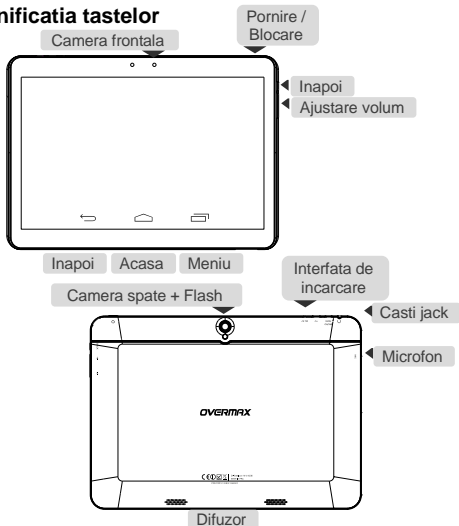 nificatia tastelor
Pornire /
Blocare
Camera frontala
Inapoi
Ajustare volum
Inapoi Acasa Meniu
Interfata de
incarcare
Camera spate + Flash
Casti jack
Microfon
OVERMAX
Difuzor